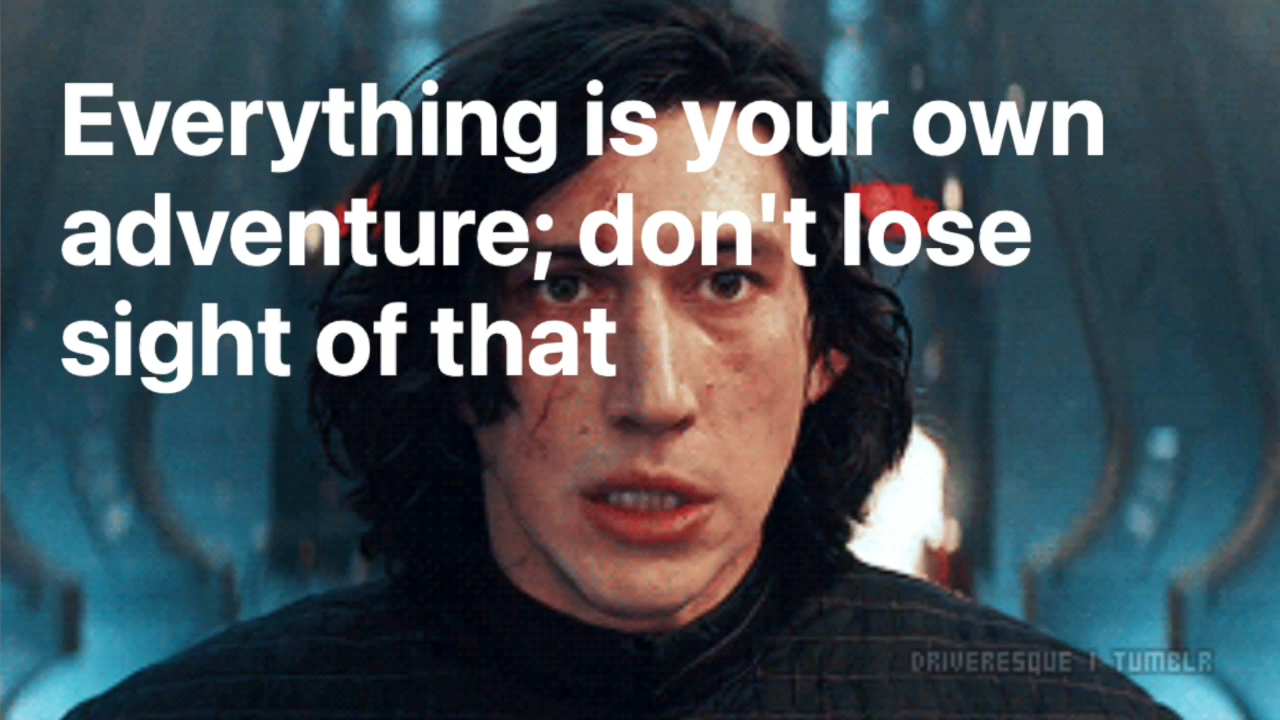 Everything is your own
adventure; don't lose
sight of that
DRIVERESQUE | TUMBLR